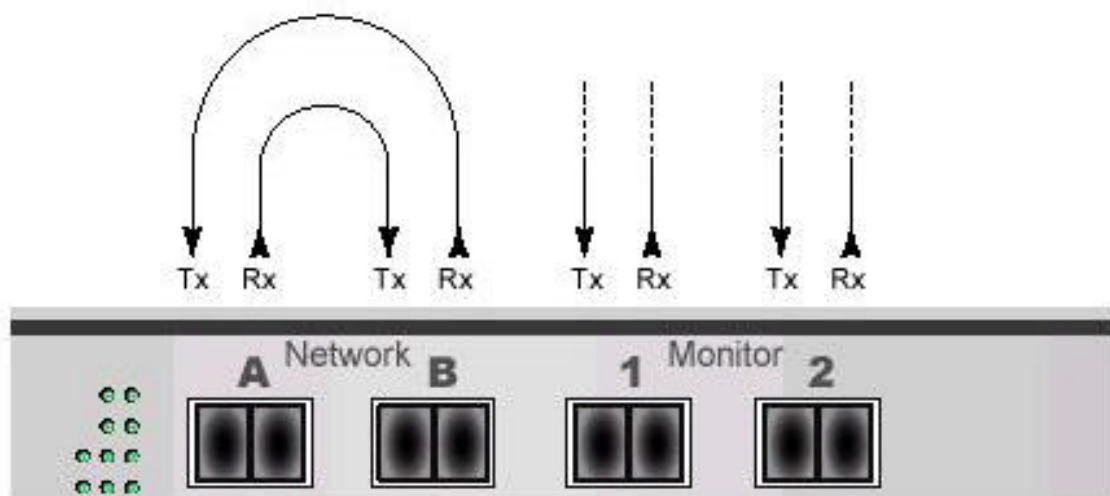 Tx Rx Tx Rx Tx Rx Tx Rx
Network Monitor
A B 1 2